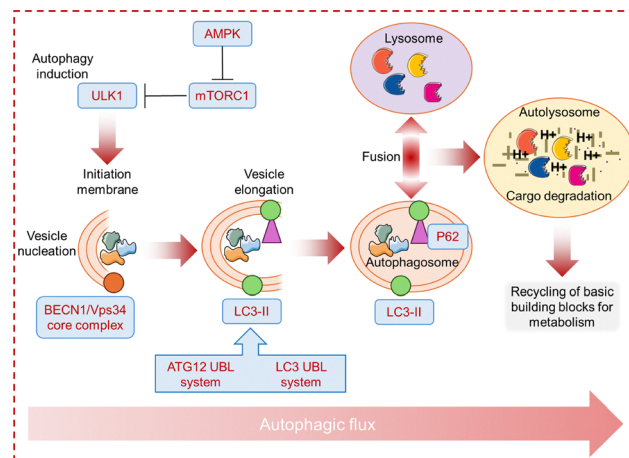 AMPK
Autophagy
induction
ULK1
mTORC1
Lysosome
Initiation
membrane
Vesicle
elongation
Fusion
Autolysosome
H+
H+
H+
H+
Cargo degradation
Vesicle
nucleation
P62
Autophagosome
BECN1/Vps34
core complex
LC3-II
LC3-II
Recycling of basic
building blocks for
metabolism
ATG12 UBL
system
LC3 UBL
system
Autophagic flux